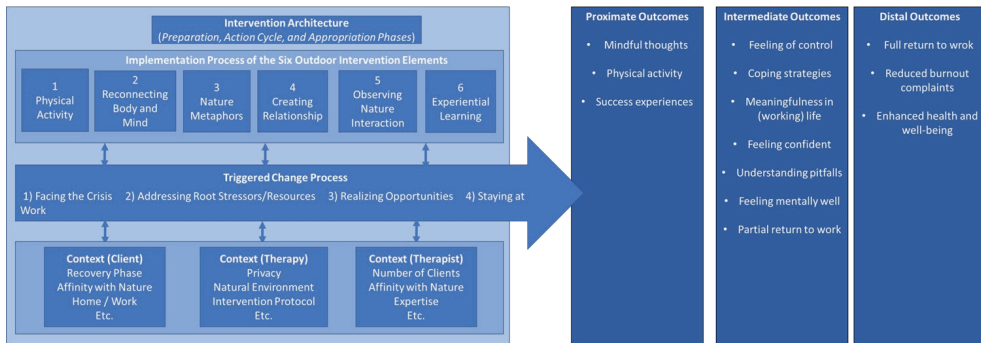 Intervention Architecture
(Preparation, Action Cycle, and Appropriation Phases)
Implementation Process of the Six Outdoor Intervention Elements
1
Physical
Activity
2
Reconnecting
Body and
Mind
3
Nature
Metaphors
4
Creating
Relationship
5
Observing
Nature
Interaction
6
Experiential
Learning
Triggered Change Process
1) Facing the Crisis 2) Addressing Root Stressors/Resources 3) Realizing Opportunities 4) Staying at
Work
Context (Client)
Recovery Phase
Affinity with Nature
Home / Work
Etc.
Context (Therapy)
Privacy
Natural Environment
Intervention Protocol
Etc.
Context (Therapist)
Number of Clients
Affinity with Nature
Expertise
Etc.
Proximate Outcomes
• Mindful thoughts
• Physical activity
• Success experiences
Intermediate Outcomes
• Feeling of control
• Coping strategies
• Meaningfulness in
(working) life
• Feeling confident
• Understanding pitfalls
• Feeling mentally well
• Partial return to work
Distal Outcomes
• Full return to wrok
• Reduced burnout
complaints
• Enhanced health and
well-being